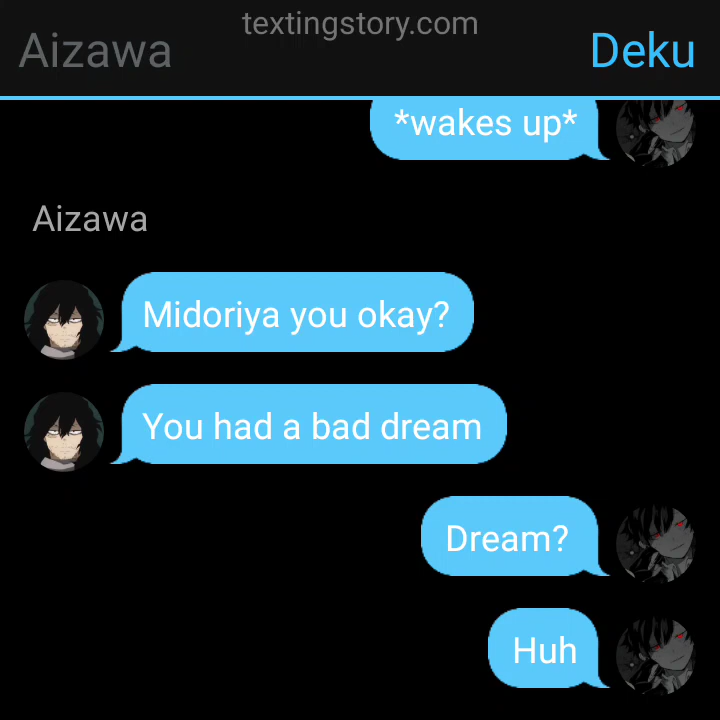 textingstory.com
Aizawa
Deku
*wakes up*
Aizawa
Midoriya you okay?
You had a bad dream
Dream?
Huh